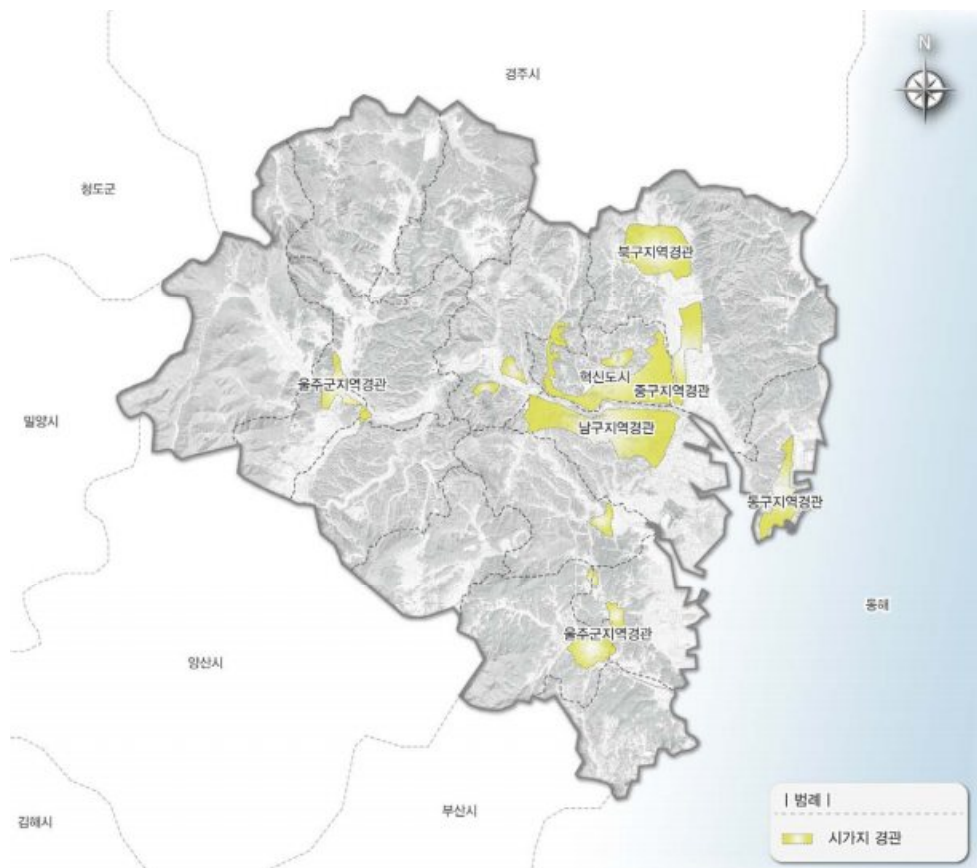 N
경주시
청도군
북구지역경관
울주군지역경관
혁신도시
중구지역경관
밀양시
남구지역경관
동구지역경관
동해
울주군지역경관
양산시
부산시
김해시
| 범례 |
시가지 경관